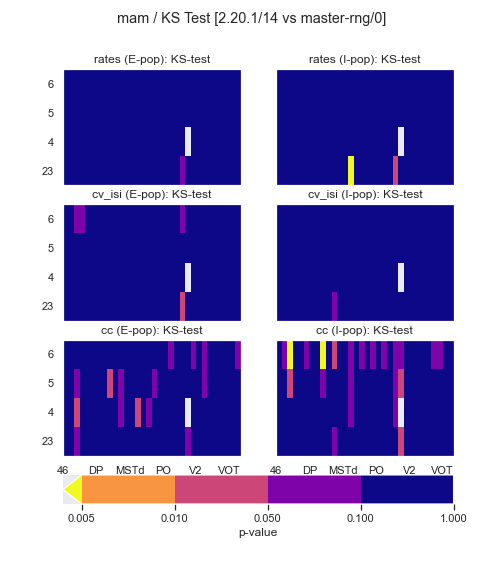 mam / KS Test [2.20.1/14 vs master-rng/0]
rates (E-pop): KS-test
rates (I-pop): KS-test
6
5
4
23
cv_isi (E-pop): KS-test
cv_isi (I-pop): KS-test
6
5
4
23
cc (E-pop): KS-test
cc (I-pop): KS-test
6
5
4
23
46 DP MSTd PO V2 VOT
46 DP MSTd PO V2 VOT
0.005 0.010 0.050 0.100 1.000
p-value